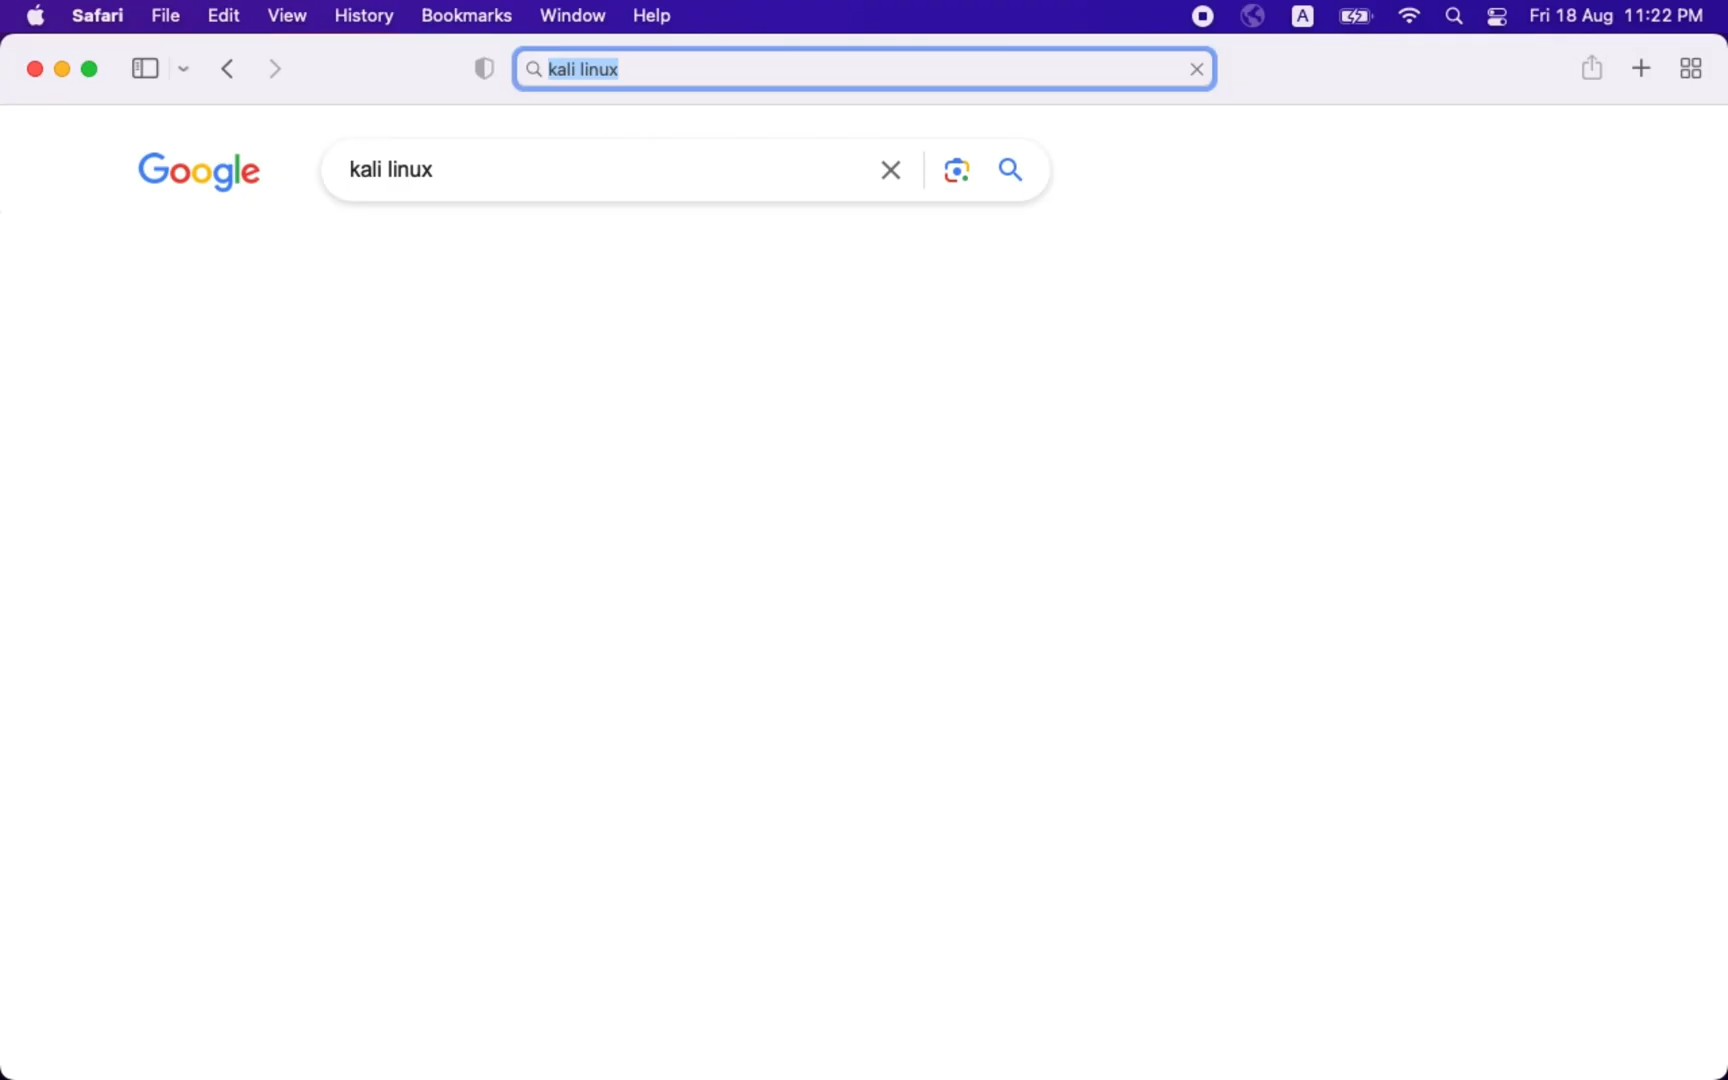 Safari File Edit View History Bookmarks Window Help A Fri 18 Aug 11:22 PM
kali linux
Google kali linux